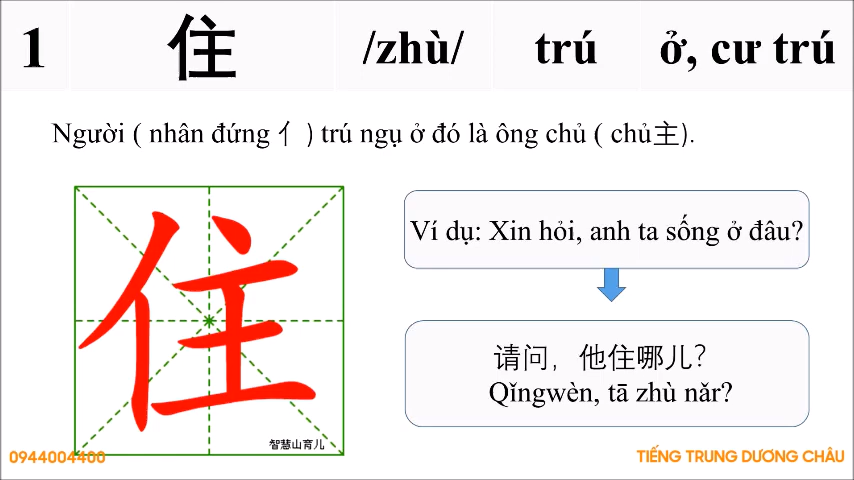 1 住 /zhù/ trú ở, cư trú
Người ( nhân đứng 亻 ) trú ngụ ở đó là ông chủ ( chủ主).
住
Ví dụ: Xin hỏi, anh ta sống ở đâu?
请问，他住哪儿？
Qǐngwèn, tā zhù nǎr?
智慧山育儿
0944004400
TIẾNG TRUNG DƯƠNG CHÂU